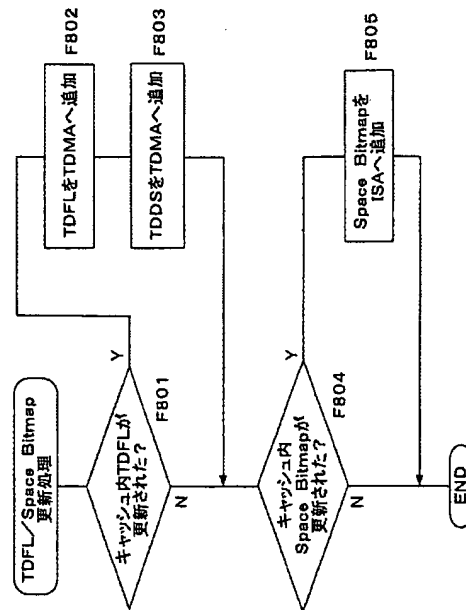 TDFL／Space Bitmap
更新処理
キャッシュ内TDFLが
更新された？
F801
Y
N
TDFLをTDMAへ追加
F802
TDDSをTDMAへ追加
F803
キャッシュ内
Space Bitmapが
更新された？
F804
Y
N
Space Bitmapを
ISAへ追加
F805
END